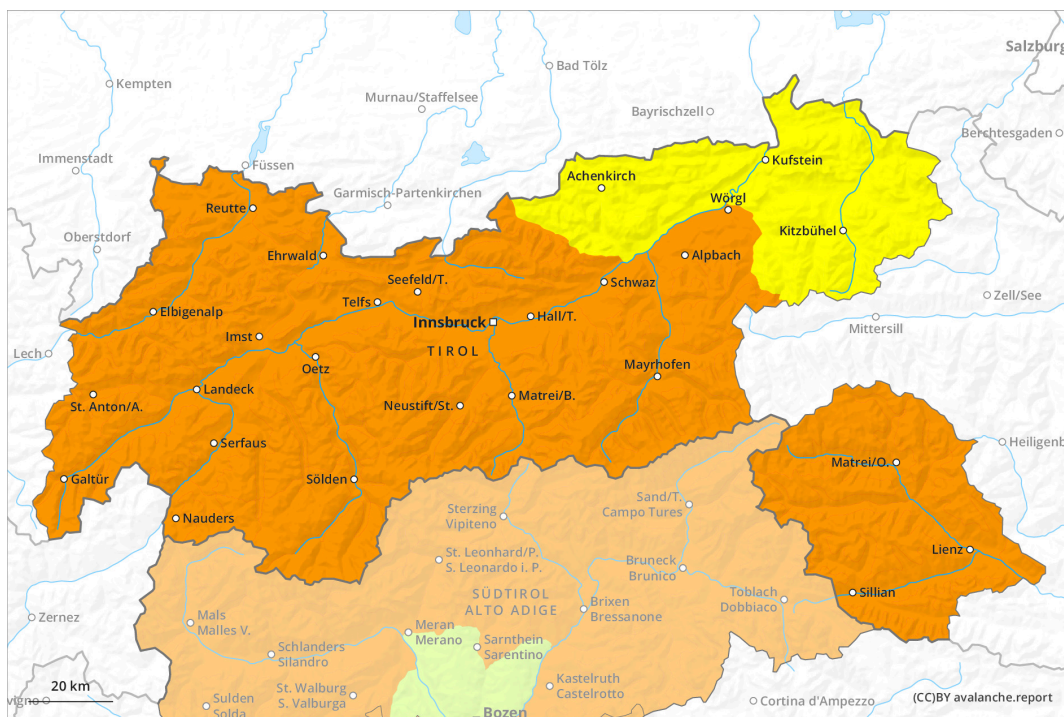 Salzburg
Bad Tölz
Kempten
Murnau/Staffelsee
Bayrischzell
Berchtesgaden
Immenstadt
Füssen
Kufstein
Achenkirch
Garmisch-Partenkirchen
Wörgl
Reutte
Oberstdorf
Kitzbühel
Ehrwald
Alpbach
Seefeld/T.
Schwaz
Zell/See
Telfs
Elbigenalp
Innsbruck
Hall/T.
Mittersill
Imst
Lech
TIROL
Oetz
Mayrhofen
Landeck
St. Anton/A.
Neustift/St.
Matrei/B.
Serfaus
Heiligenb
Matrei/O.
Galtür
Sölden
Sand/T.
Campo Tures
Nauders
Sterzing
Vipiteno
Lienz
St. Leonhard/P.
S. Leonardo i. P.
Bruneck
Brunico
SÜDTIROL
ALTO ADIGE
Toblach
Dobbiaco
Sillian
Brixen
Bressanone
Zernez
Mals
Malles V.
Meran
Merano
Sarnthein
Sarentino
Schlanders
Silandro
Kastelruth
Castelrotto
20 km
St. Walburg
S. Valburga
vigno
Sulden
Solda
Cortina d'Ampezzo
(CC)BY avalanche.report
Bozen